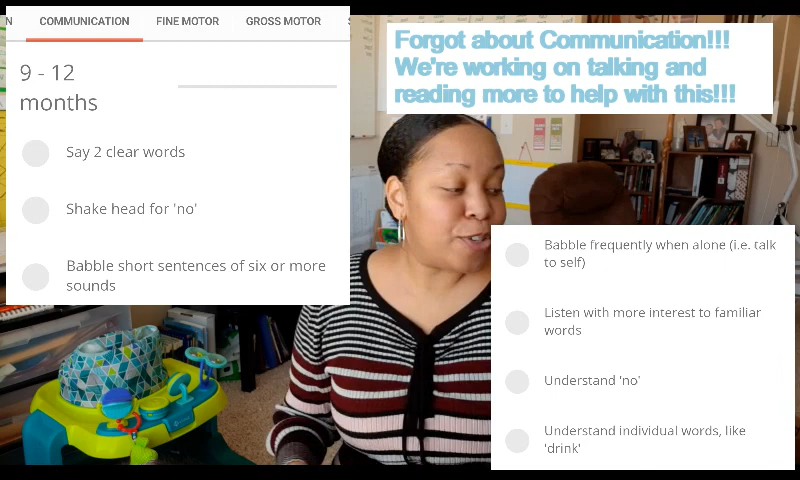 N COMMUNICATION FINE MOTOR GROSS MOTOR
9 - 12
months
Say 2 clear words
Shake head for 'no'
Babble short sentences of six or more
sounds
Forgot about Communication!!!
We're working on talking and
reading more to help with this!!!
Babble frequently when alone (i.e. talk
to self)
Listen with more interest to familiar
words
Understand 'no'
Understand individual words, like
'drink'